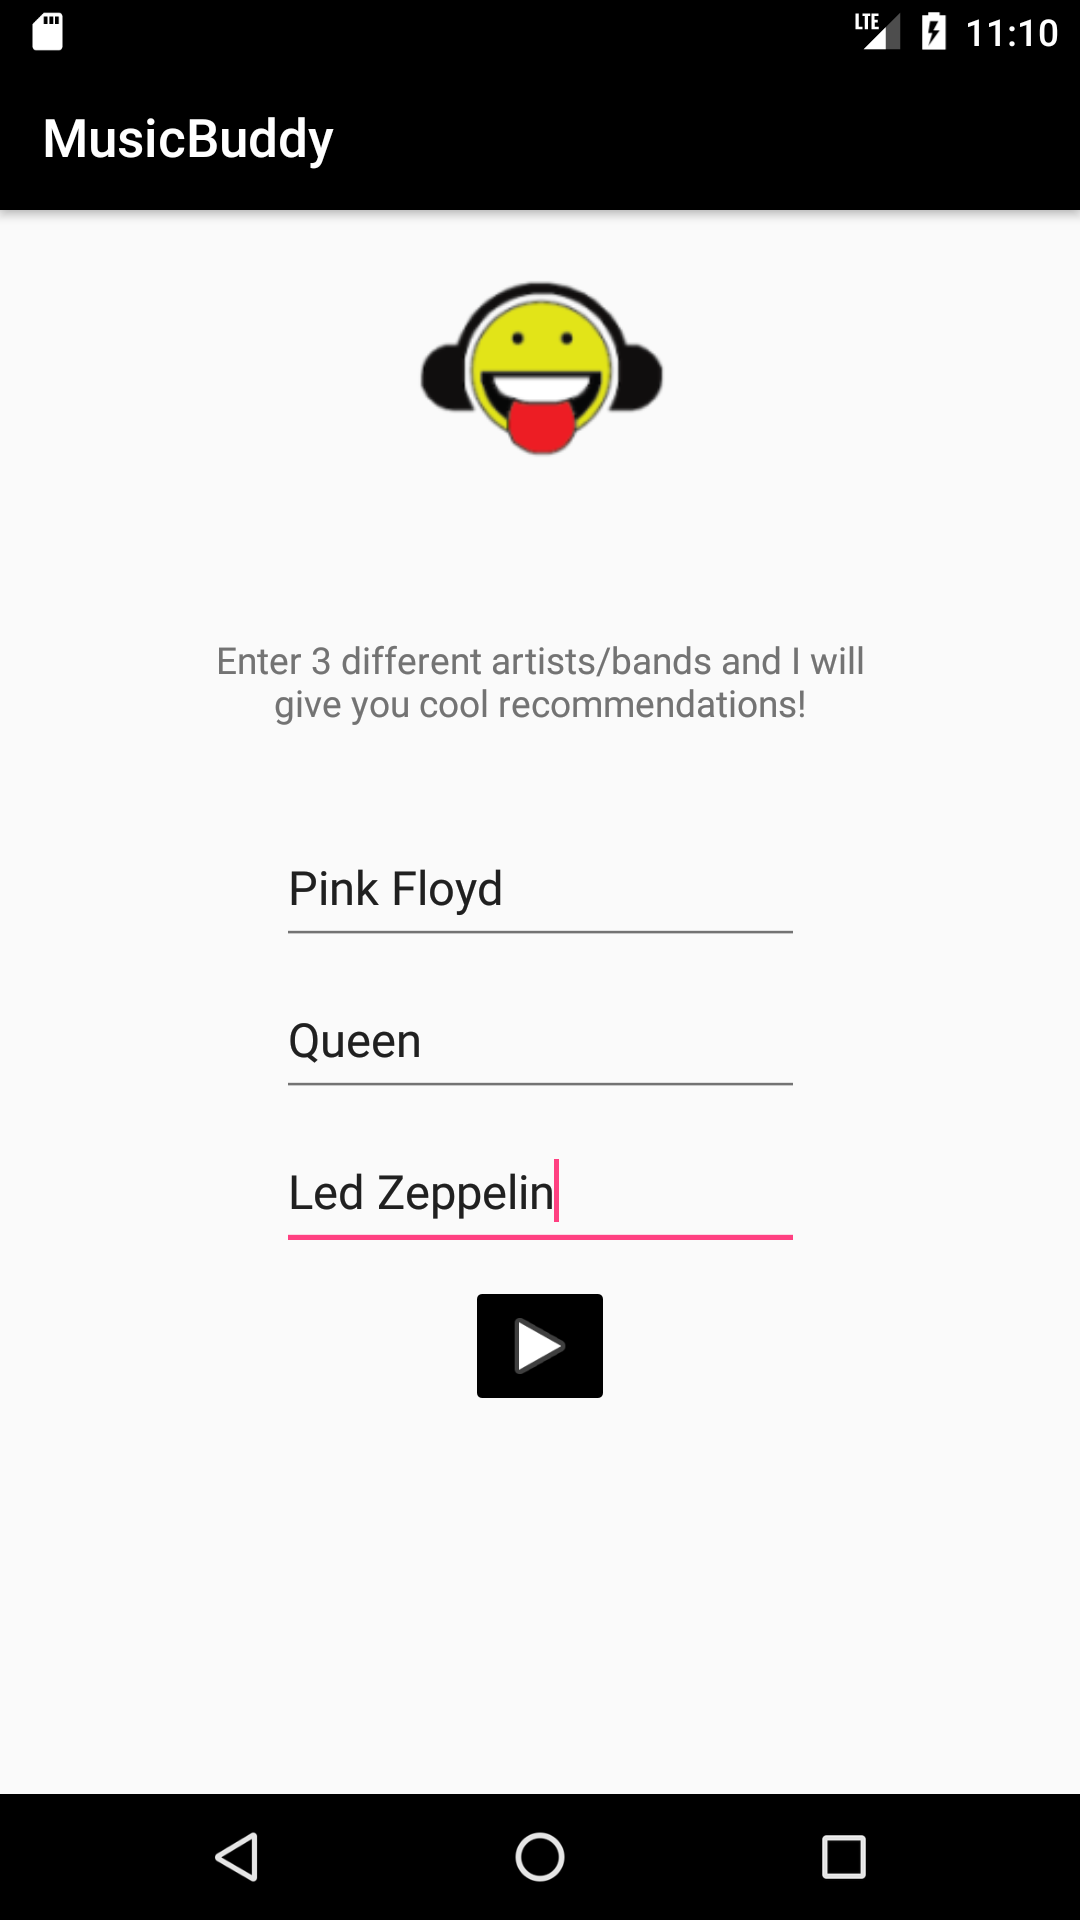 LTE 11:10
MusicBuddy
Enter 3 different artists/bands and I will
give you cool recommendations!
Pink Floyd
Queen
Led Zeppelin